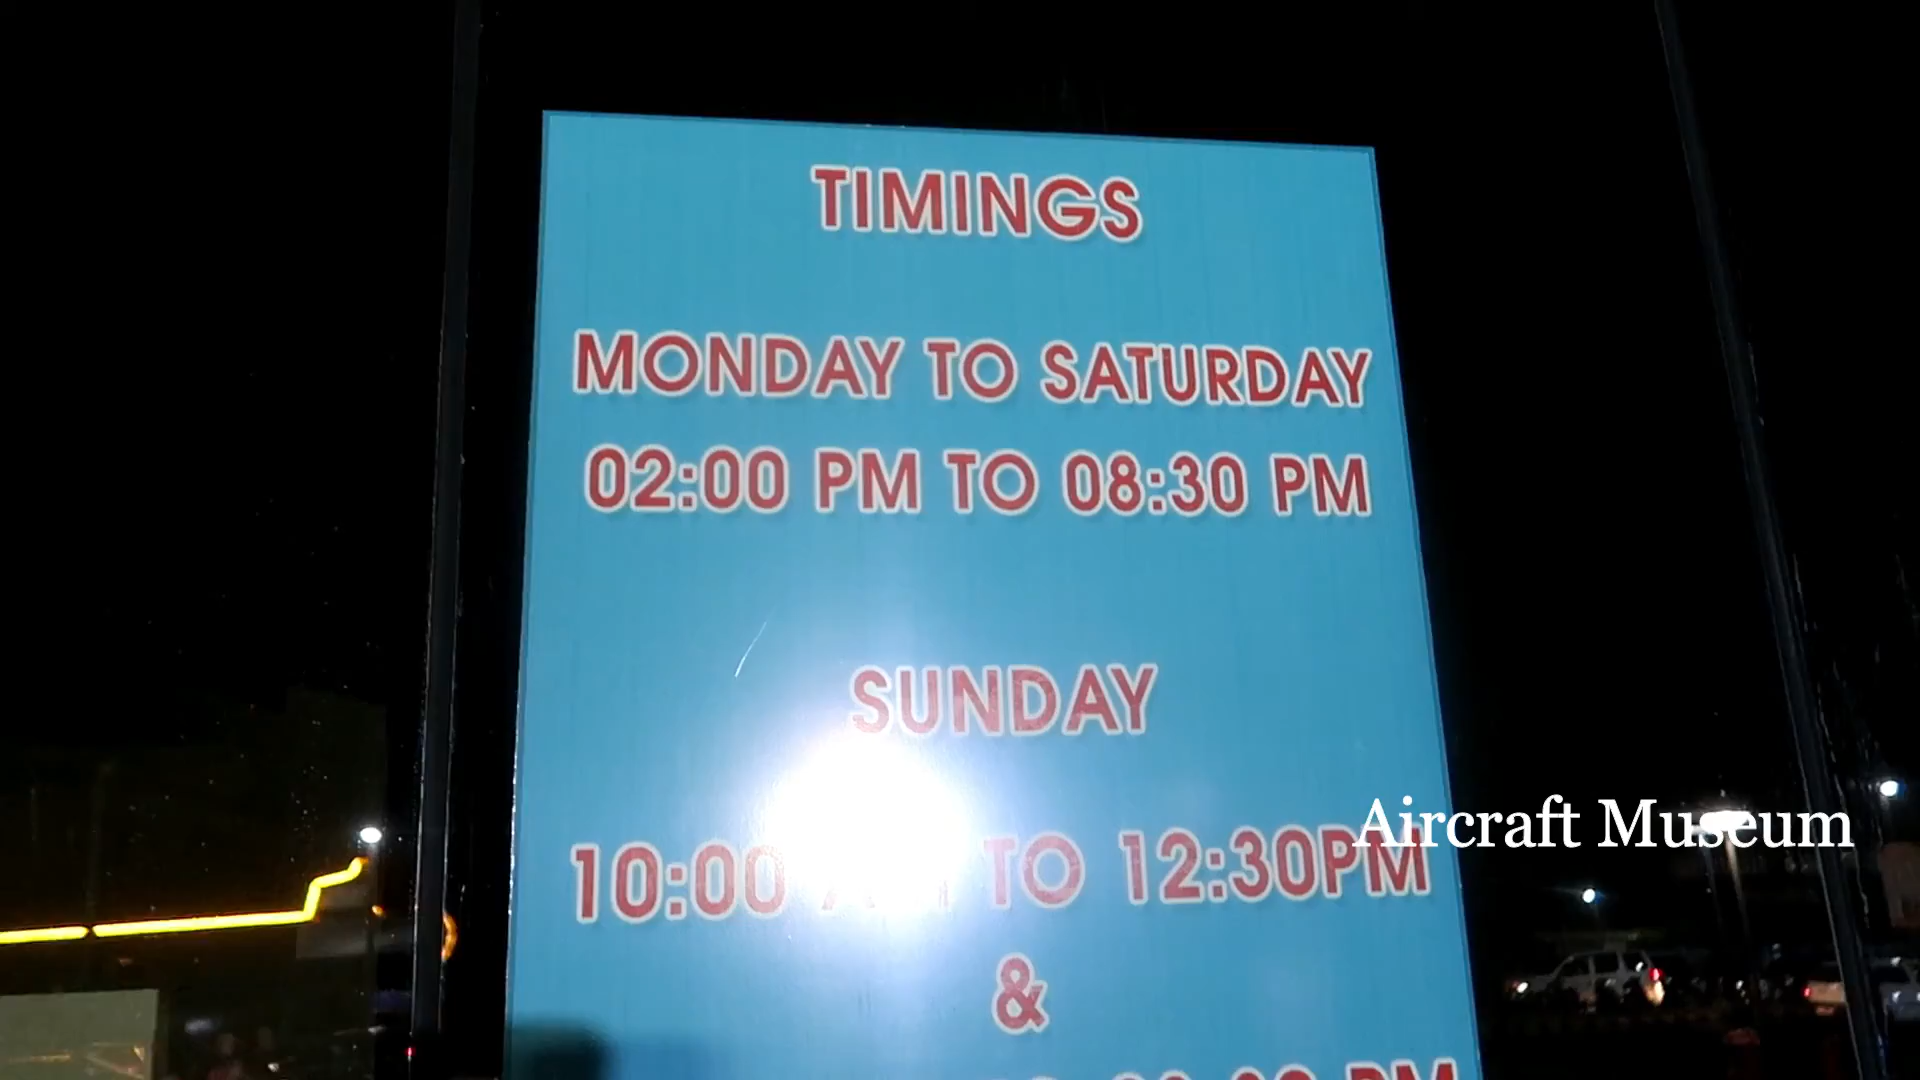 TIMINGS
MONDAY TO SATURDAY
02:00 PM TO 08:30 PM
SUNDAY
10:00 TO 12:30PM
&
PM
Aircraft Museum